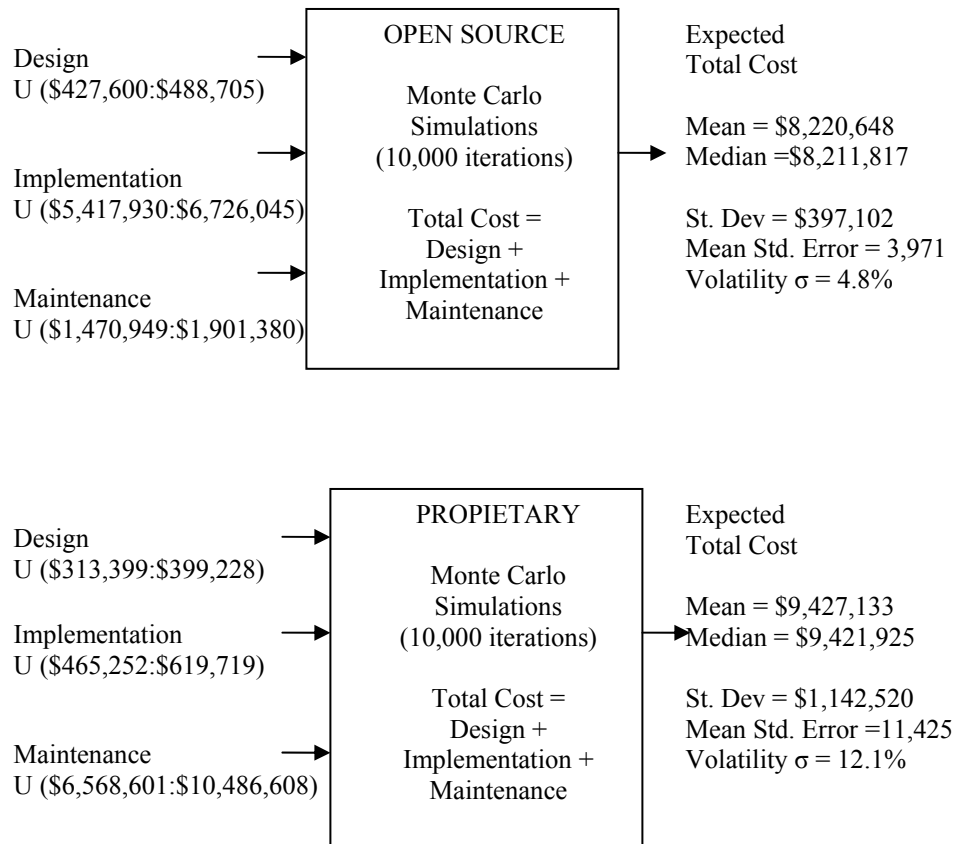 Design
U ($427,600:$488,705)
Implementation
U ($5,417,930:$6,726,045)
Maintenance
U ($1,470,949:$1,901,380)
OPEN SOURCE
Monte Carlo
Simulations
(10,000 iterations)
Total Cost =
Design +
Implementation +
Maintenance
Expected
Total Cost
Mean = $8,220,648
Median =$8,211,817
St. Dev = $397,102
Mean Std. Error = 3,971
Volatility σ = 4.8%
Design
U ($313,399:$399,228)
Implementation
U ($465,252:$619,719)
Maintenance
U ($6,568,601:$10,486,608)
PROPIETARY
Monte Carlo
Simulations
(10,000 iterations)
Total Cost =
Design +
Implementation +
Maintenance
Expected
Total Cost
Mean = $9,427,133
Median = $9,421,925
St. Dev = $1,142,520
Mean Std. Error =11,425
Volatility σ = 12.1%